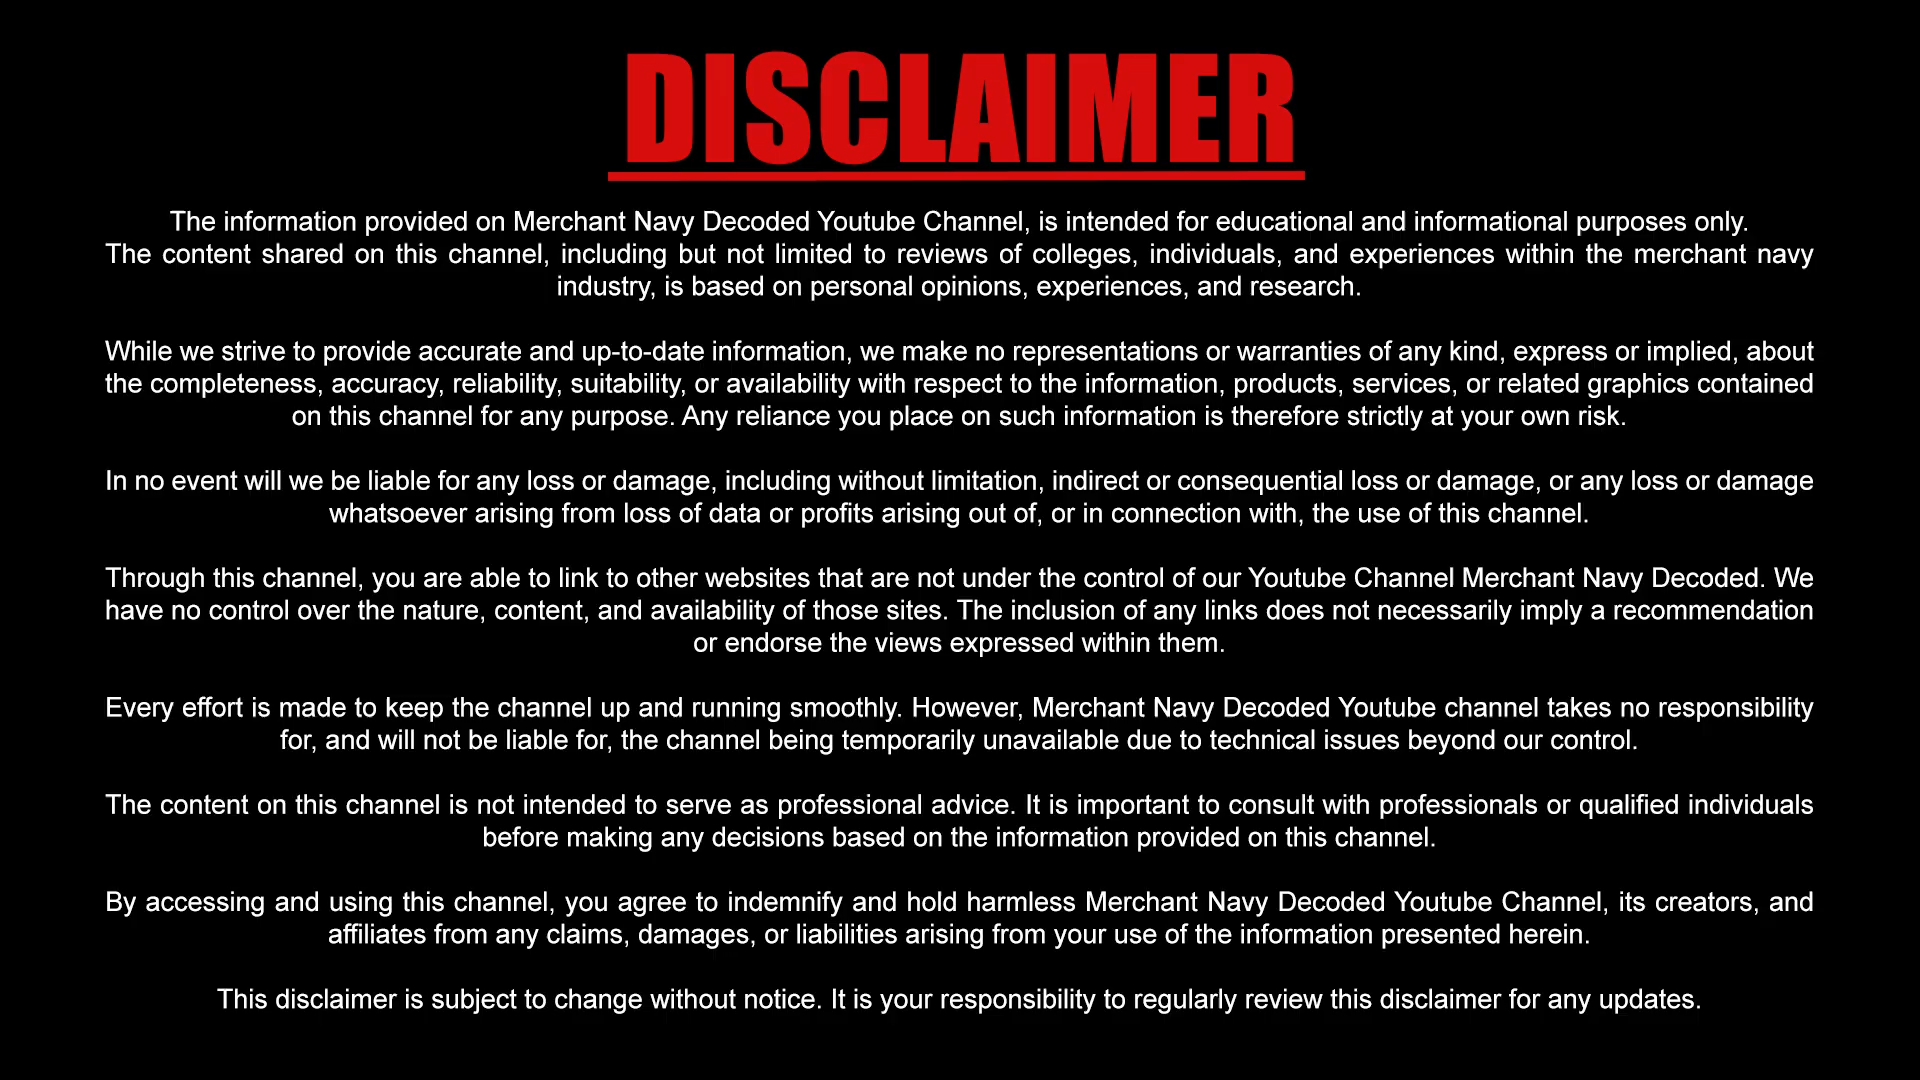 DISCLAIMER
The information provided on Merchant Navy Decoded Youtube Channel, is intended for educational and informational purposes only.
The content shared on this channel, including but not limited to reviews of colleges, individuals, and experiences within the merchant navy
industry, is based on personal opinions, experiences, and research.
While we strive to provide accurate and up-to-date information, we make no representations or warranties of any kind, express or implied, about
the completeness, accuracy, reliability, suitability, or availability with respect to the information, products, services, or related graphics contained
on this channel for any purpose. Any reliance you place on such information is therefore strictly at your own risk.
In no event will we be liable for any loss or damage, including without limitation, indirect or consequential loss or damage, or any loss or damage
whatsoever arising from loss of data or profits arising out of, or in connection with, the use of this channel.
Through this channel, you are able to link to other websites that are not under the control of our Youtube Channel Merchant Navy Decoded. We
have no control over the nature, content, and availability of those sites. The inclusion of any links does not necessarily imply a recommendation
or endorse the views expressed within them.
Every effort is made to keep the channel up and running smoothly. However, Merchant Navy Decoded Youtube channel takes no responsibility
for, and will not be liable for, the channel being temporarily unavailable due to technical issues beyond our control.
The content on this channel is not intended to serve as professional advice. It is important to consult with professionals or qualified individuals
before making any decisions based on the information provided on this channel.
By accessing and using this channel, you agree to indemnify and hold harmless Merchant Navy Decoded Youtube Channel, its creators, and
affiliates from any claims, damages, or liabilities arising from your use of the information presented herein.
This disclaimer is subject to change without notice. It is your responsibility to regularly review this disclaimer for any updates.